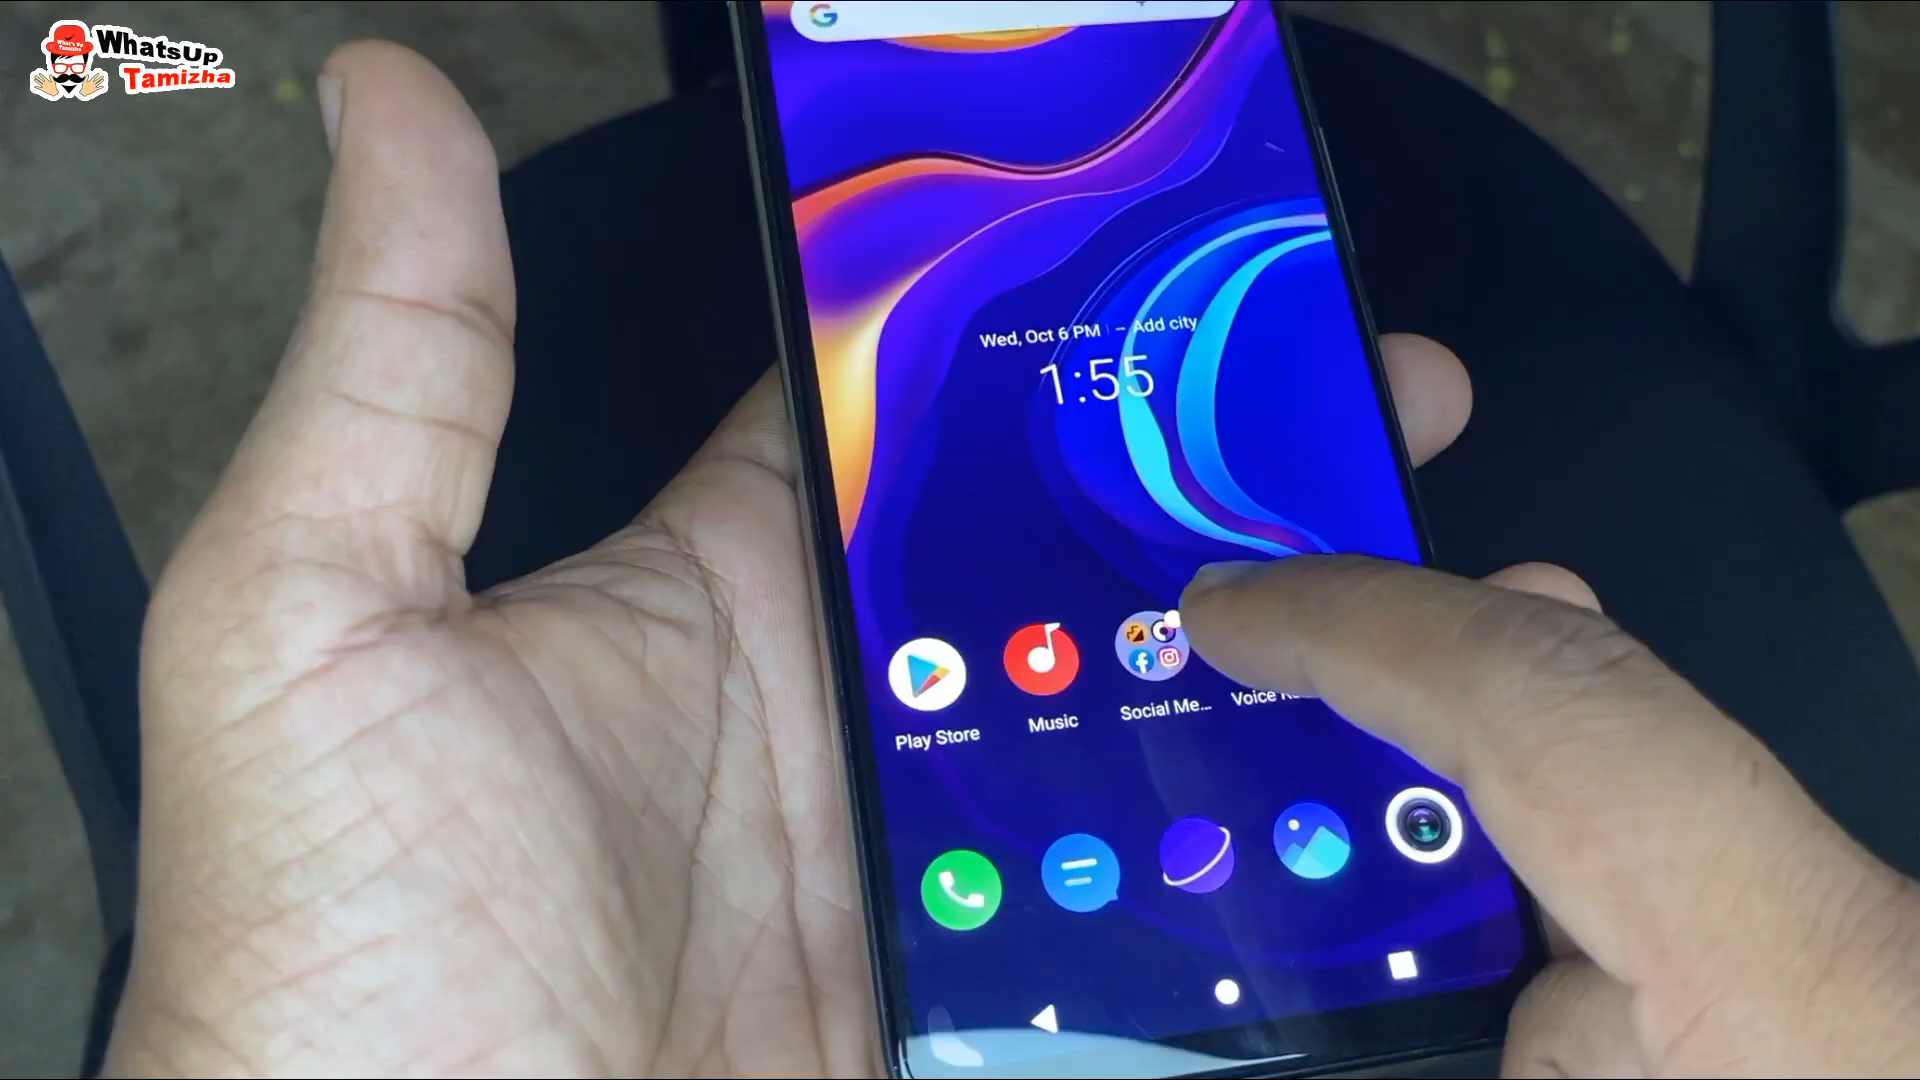 WhatsUp
Tamizha
Wed, Oct 6 PM | – Add city
1:55
Play Store
Music
Social Me...
Voice